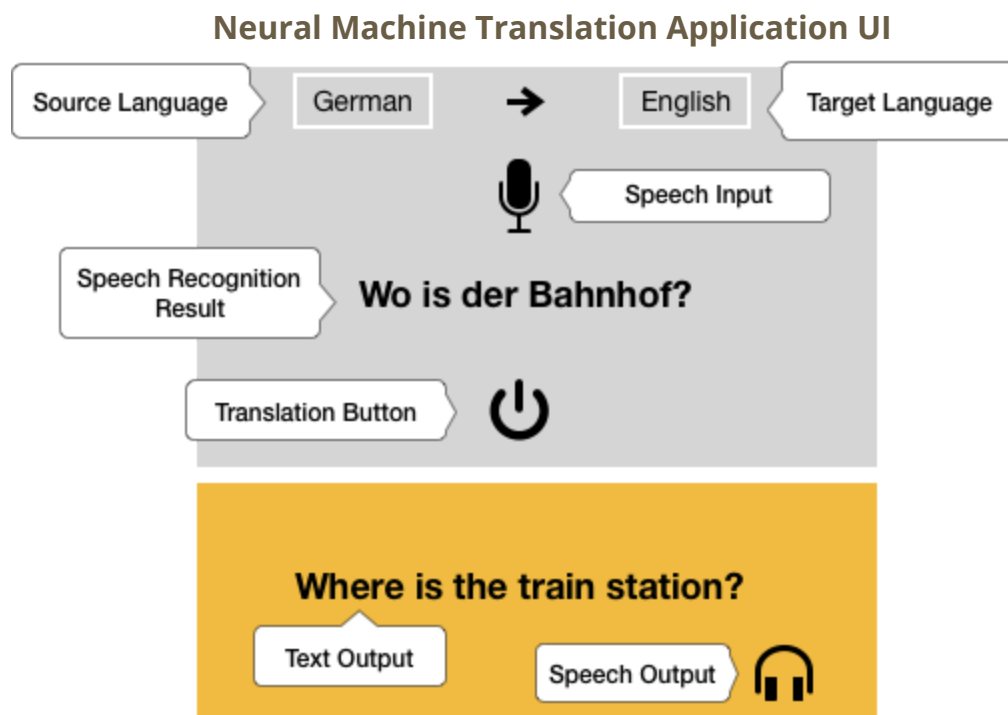 Neural Machine Translation Application UI
Source Language
German
English
Target Language
Speech Input
Speech Recognition
Result
Wo is der Bahnhof?
Translation Button
Where is the train station?
Text Output
Speech Output